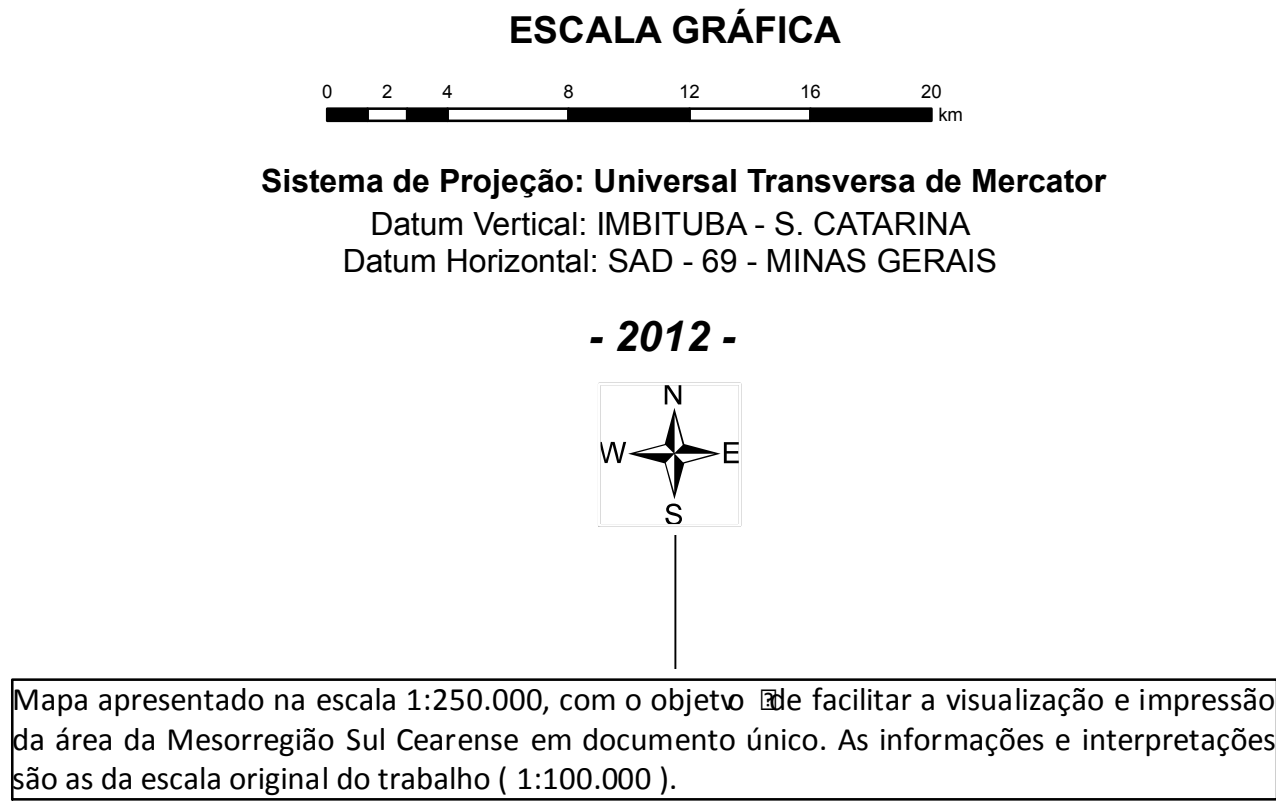 ESCALA GRÁFICA
0 2 4 8 12 16 20
km
Sistema de Projeção: Universal Transversa de Mercator
Datum Vertical: IMBITUBA - S. CATARINA
Datum Horizontal: SAD - 69 - MINAS GERAIS
- 2012 -
N
W E
S
Mapa apresentado na escala 1:250.000, com o objetvo de facilitar a visualização e impressão
da área da Mesorregião Sul Cearense em documento único. As informações e interpretações
são as da escala original do trabalho ( 1:100.000 ).